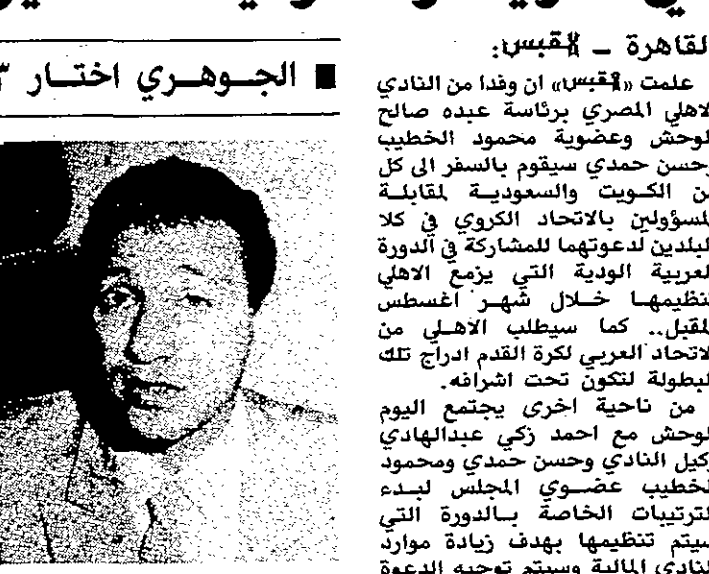 ■ الجـوهـري اختـار ٣
القاهرة ـ القبس:
علمت «القبس» ان وفدا من النادي
الاهلي المصري برئاسة عبده صالح
الوحش وعضوية محمود الخطيب
وحسن حمدي سيقوم بالسفر الى كل
من الكويت والسعودية لمقابلة
المسؤولين بالاتحاد الكروي في كلا
البلدين لدعوتهما للمشاركة في الدورة
العربية الودية التي يزمع الاهلي
تنظيمها خلال شهر اغسطس
المقبل.. كما سيطلب الاهلي من
الاتحاد العربي لكرة القدم ادراج تلك
البطولة لتكون تحت اشرافه.
من ناحية اخرى يجتمع اليوم
الوحش مع احمد زكي عبدالهادي
وكيل النادي وحسن حمدي ومحمود
الخطيب عضوي المجلس لبدء
الترتيبات الخاصة بالدورة التي
سيتم تنظيمها بهدف زيادة موارد
النادي المالية وسيتم توجيه الدعوة